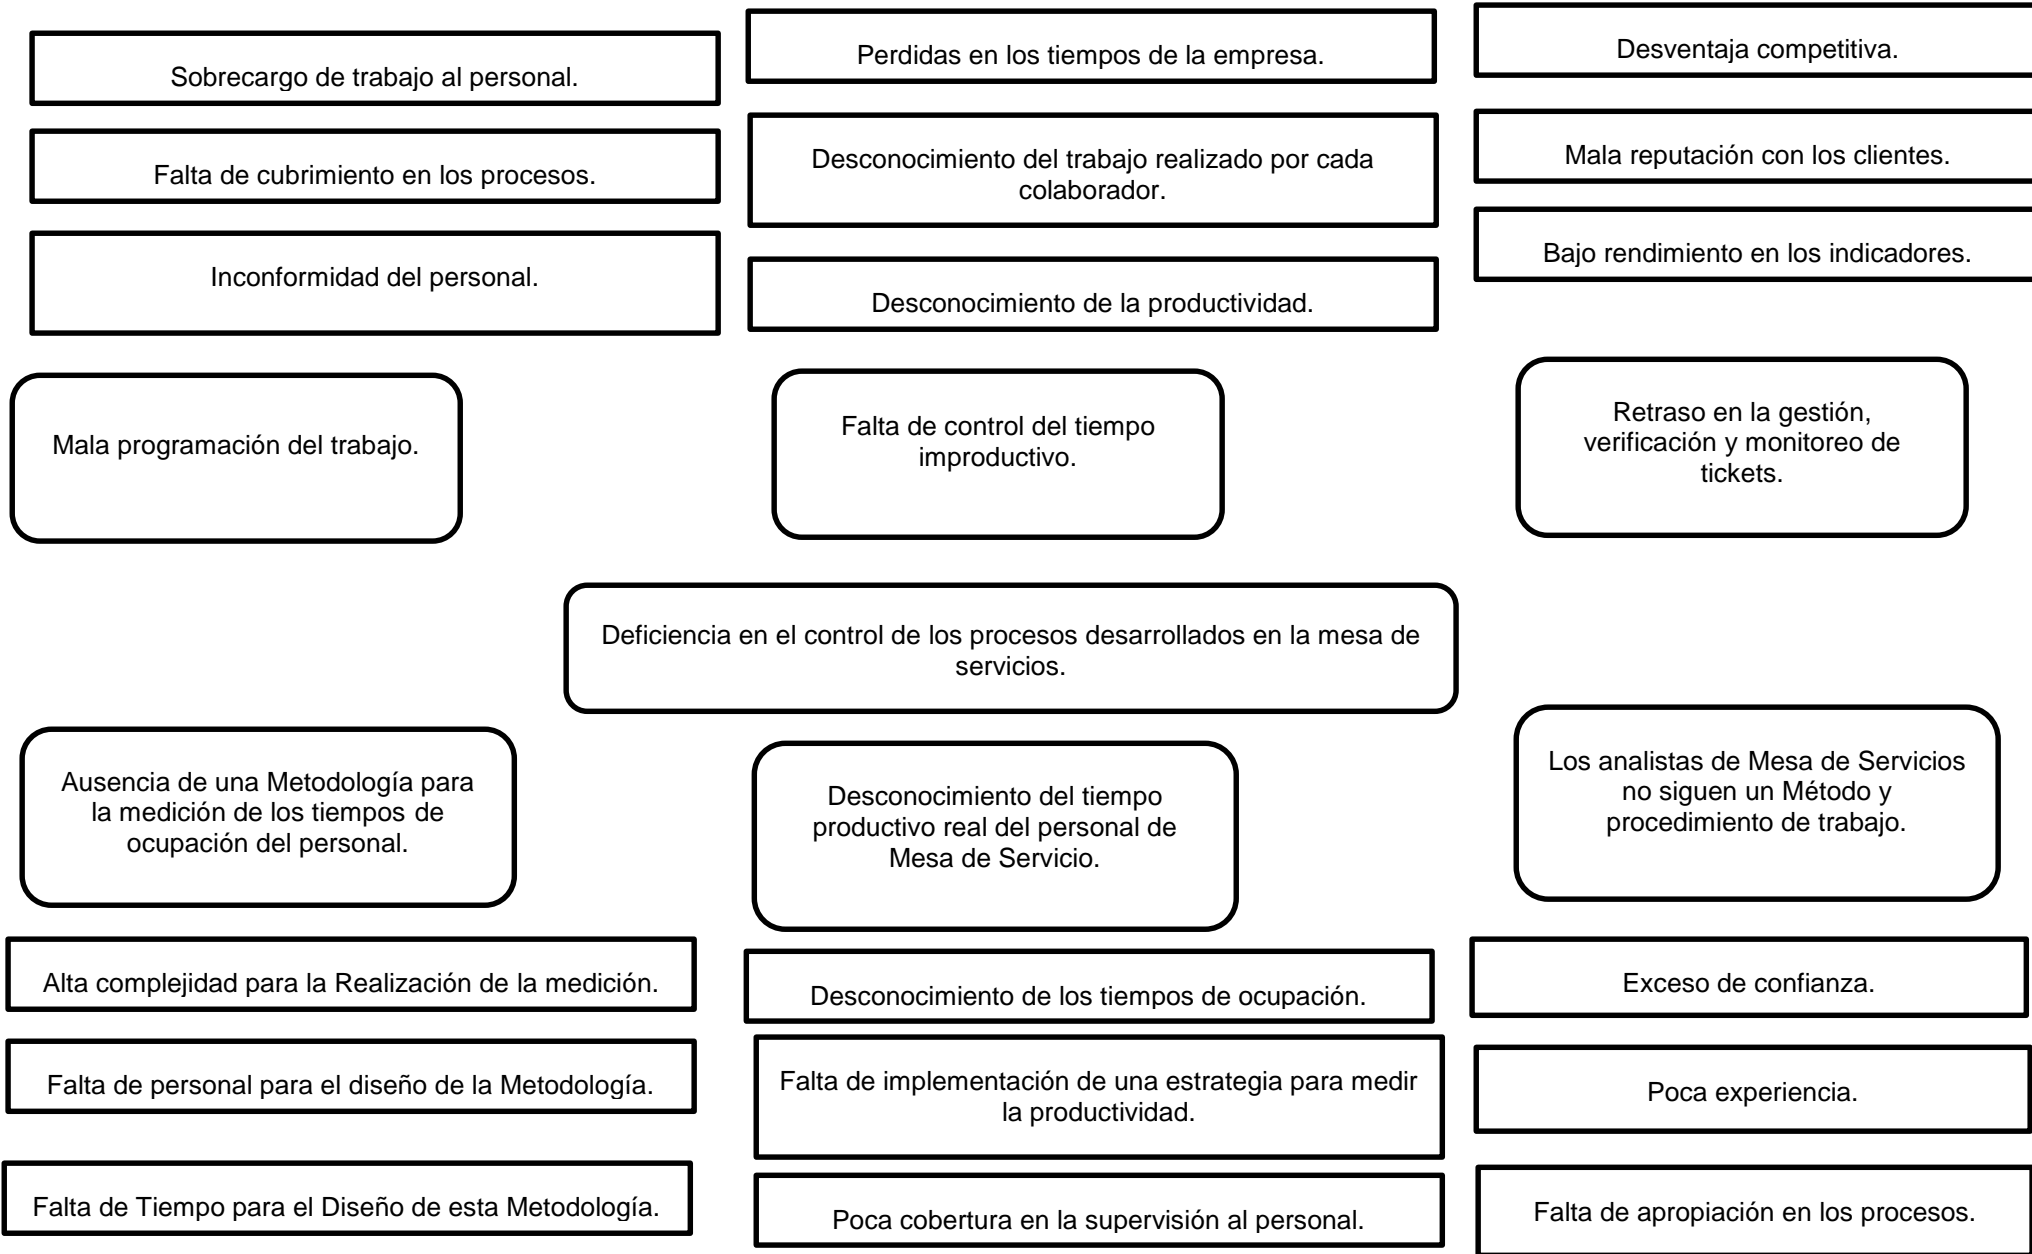 Sobrecargo de trabajo al personal.
Perdidas en los tiempos de la empresa.
Desventaja competitiva.
Falta de cubrimiento en los procesos.
Desconocimiento del trabajo realizado por cada
colaborador.
Mala reputación con los clientes.
Inconformidad del personal.
Desconocimiento de la productividad.
Bajo rendimiento en los indicadores.
Mala programación del trabajo.
Falta de control del tiempo
improductivo.
Retraso en la gestión,
verificación y monitoreo de
tickets.
Deficiencia en el control de los procesos desarrollados en la mesa de
servicios.
Ausencia de una Metodología para
la medición de los tiempos de
ocupación del personal.
Desconocimiento del tiempo
productivo real del personal de
Mesa de Servicio.
Los analistas de Mesa de Servicios
no siguen un Método y
procedimiento de trabajo.
Alta complejidad para la Realización de la medición.
Desconocimiento de los tiempos de ocupación.
Exceso de confianza.
Falta de personal para el diseño de la Metodología.
Falta de implementación de una estrategia para medir
la productividad.
Poca experiencia.
Falta de Tiempo para el Diseño de esta Metodología.
Poca cobertura en la supervisión al personal.
Falta de apropiación en los procesos.